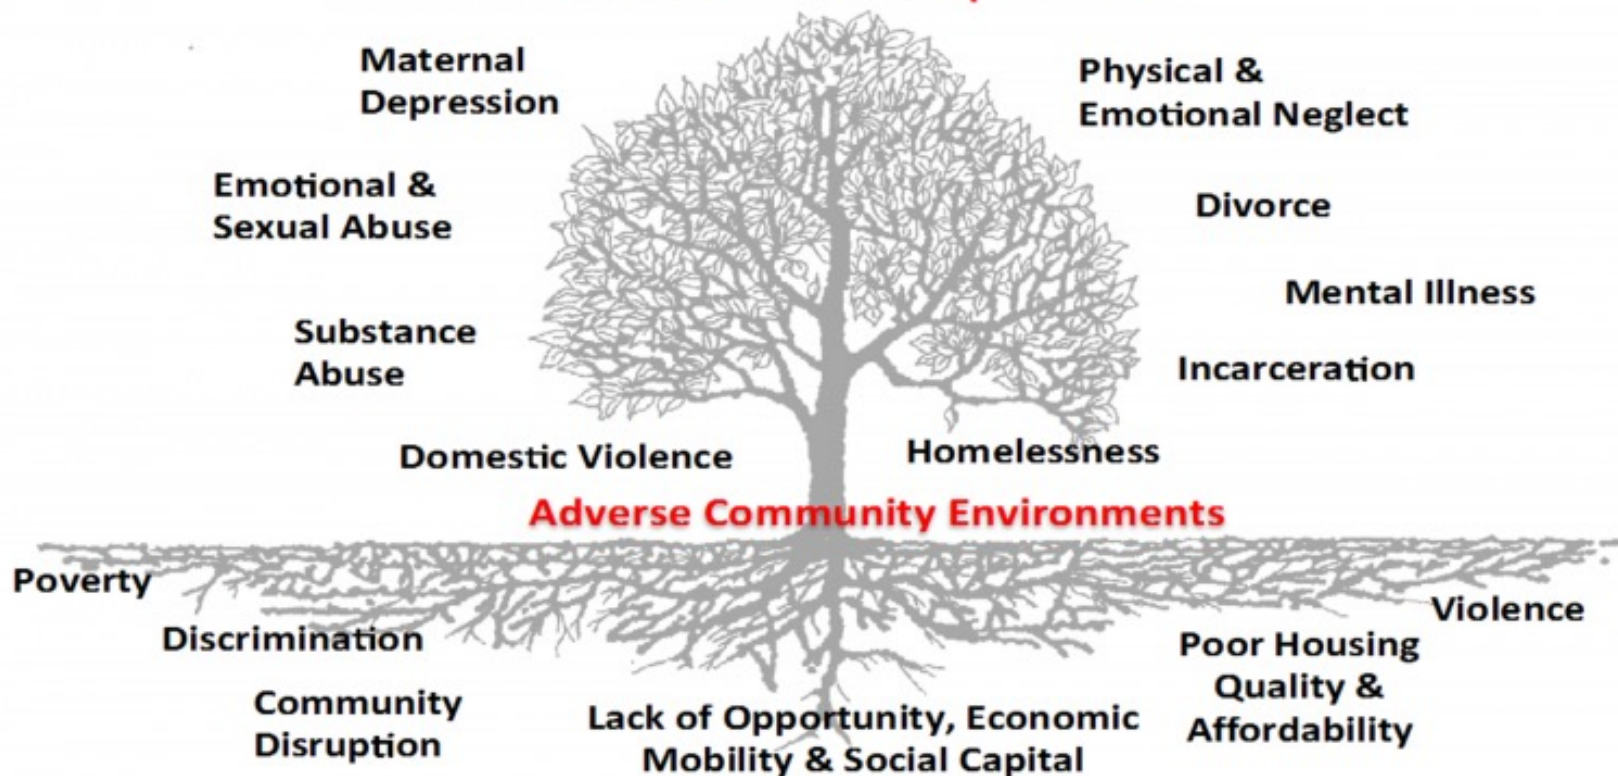 Maternal
Depression
Physical &
Emotional Neglect
Emotional &
Sexual Abuse
Divorce
Mental Illness
Substance
Abuse
Incarceration
Domestic Violence
Homelessness
Adverse Community Environments
Poverty
Violence
Discrimination
Poor Housing
Quality &
Affordability
Community
Disruption
Lack of Opportunity, Economic
Mobility & Social Capital